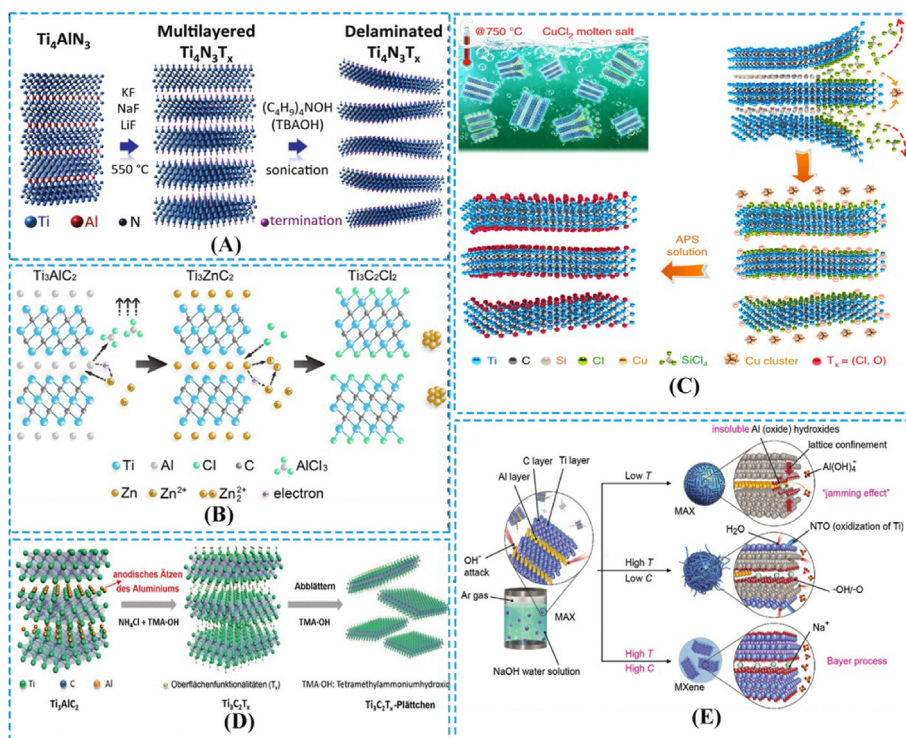 Ti₄AlN₃
Multilayered
Ti₄N₃Tₓ
Delaminated
Ti₄N₃Tₓ
KF
NaF
LiF
550 °C
(C₄H₉)₄NOH
(TBAOH)
sonication
Ti
Al
N
termination
(A)
Ti₃AlC₂
Ti₃ZnC₂
Ti₃C₂Cl₂
Ti
Al
Cl
C
AlCl₃
Zn
Zn²⁺
Zn₂²⁺
electron
(B)
@750 °C
CuCl₂ molten salt
APS
solution
Ti
C
Si
Cl
Cu
SiCl₄
Cu cluster
Tₓ = (Cl, O)
(C)
anodisches Ätzen
des Aluminiums
NH₄Cl + TMA·OH
Abblättern
TMA·OH
Ti
C
Al
Oberflächenfunktionalitäten (Tₓ)
TMA·OH: Tetramethylammoniumhydroxid
Ti₃AlC₂
Ti₃C₂Tₓ
Ti₃C₂Tₓ-Plättchen
(D)
insoluble Al (oxide) hydroxides
lattice confinement
Al(OH)₄⁻
"jamming effect"
C layer
Ti layer
Al layer
Low T
MAX
H₂O
NTO (oxidization of Ti)
OH⁻
attack
Ar gas
MAX
High T
Low C
-OH/-O
NaOH water solution
High T
High C
MXene
Na⁺
Bayer process
(E)